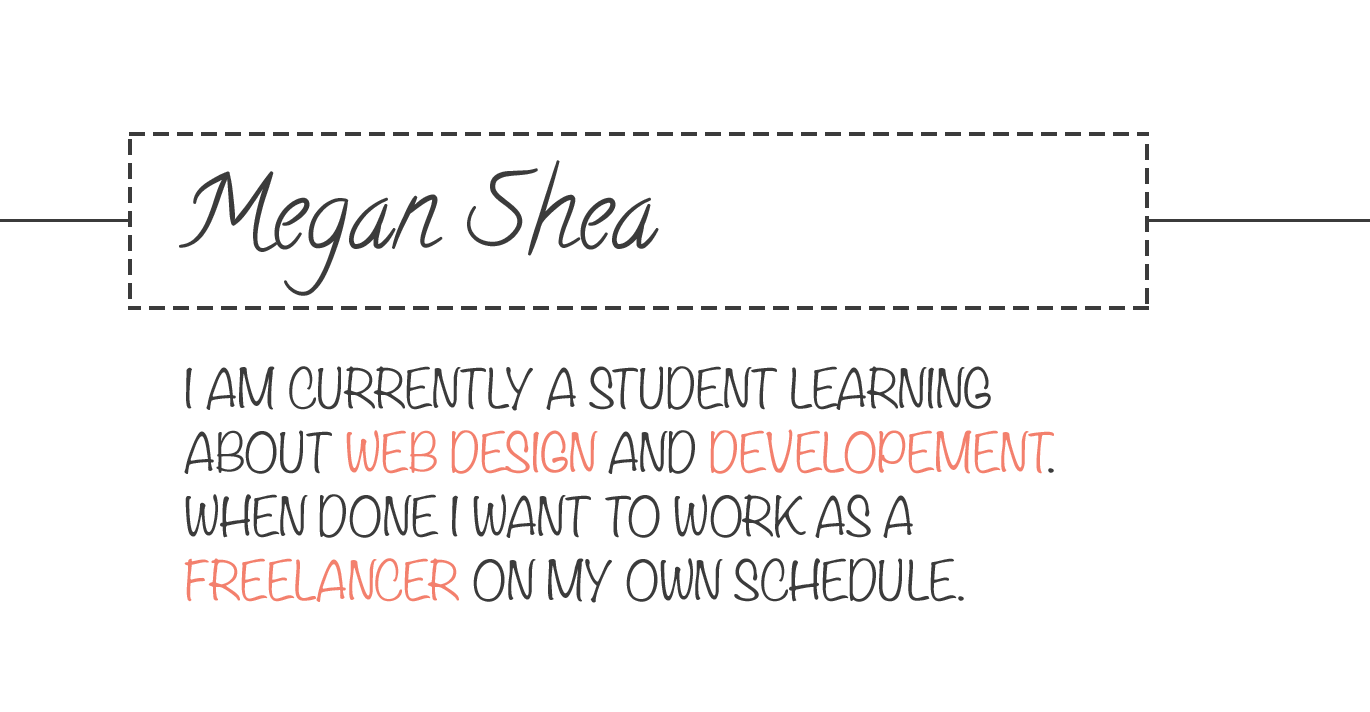 Megan Shea
I AM CURRENTLY A STUDENT LEARNING
ABOUT WEB DESIGN AND DEVELOPEMENT.
WHEN DONE I WANT TO WORK AS A
FREELANCER ON MY OWN SCHEDULE.